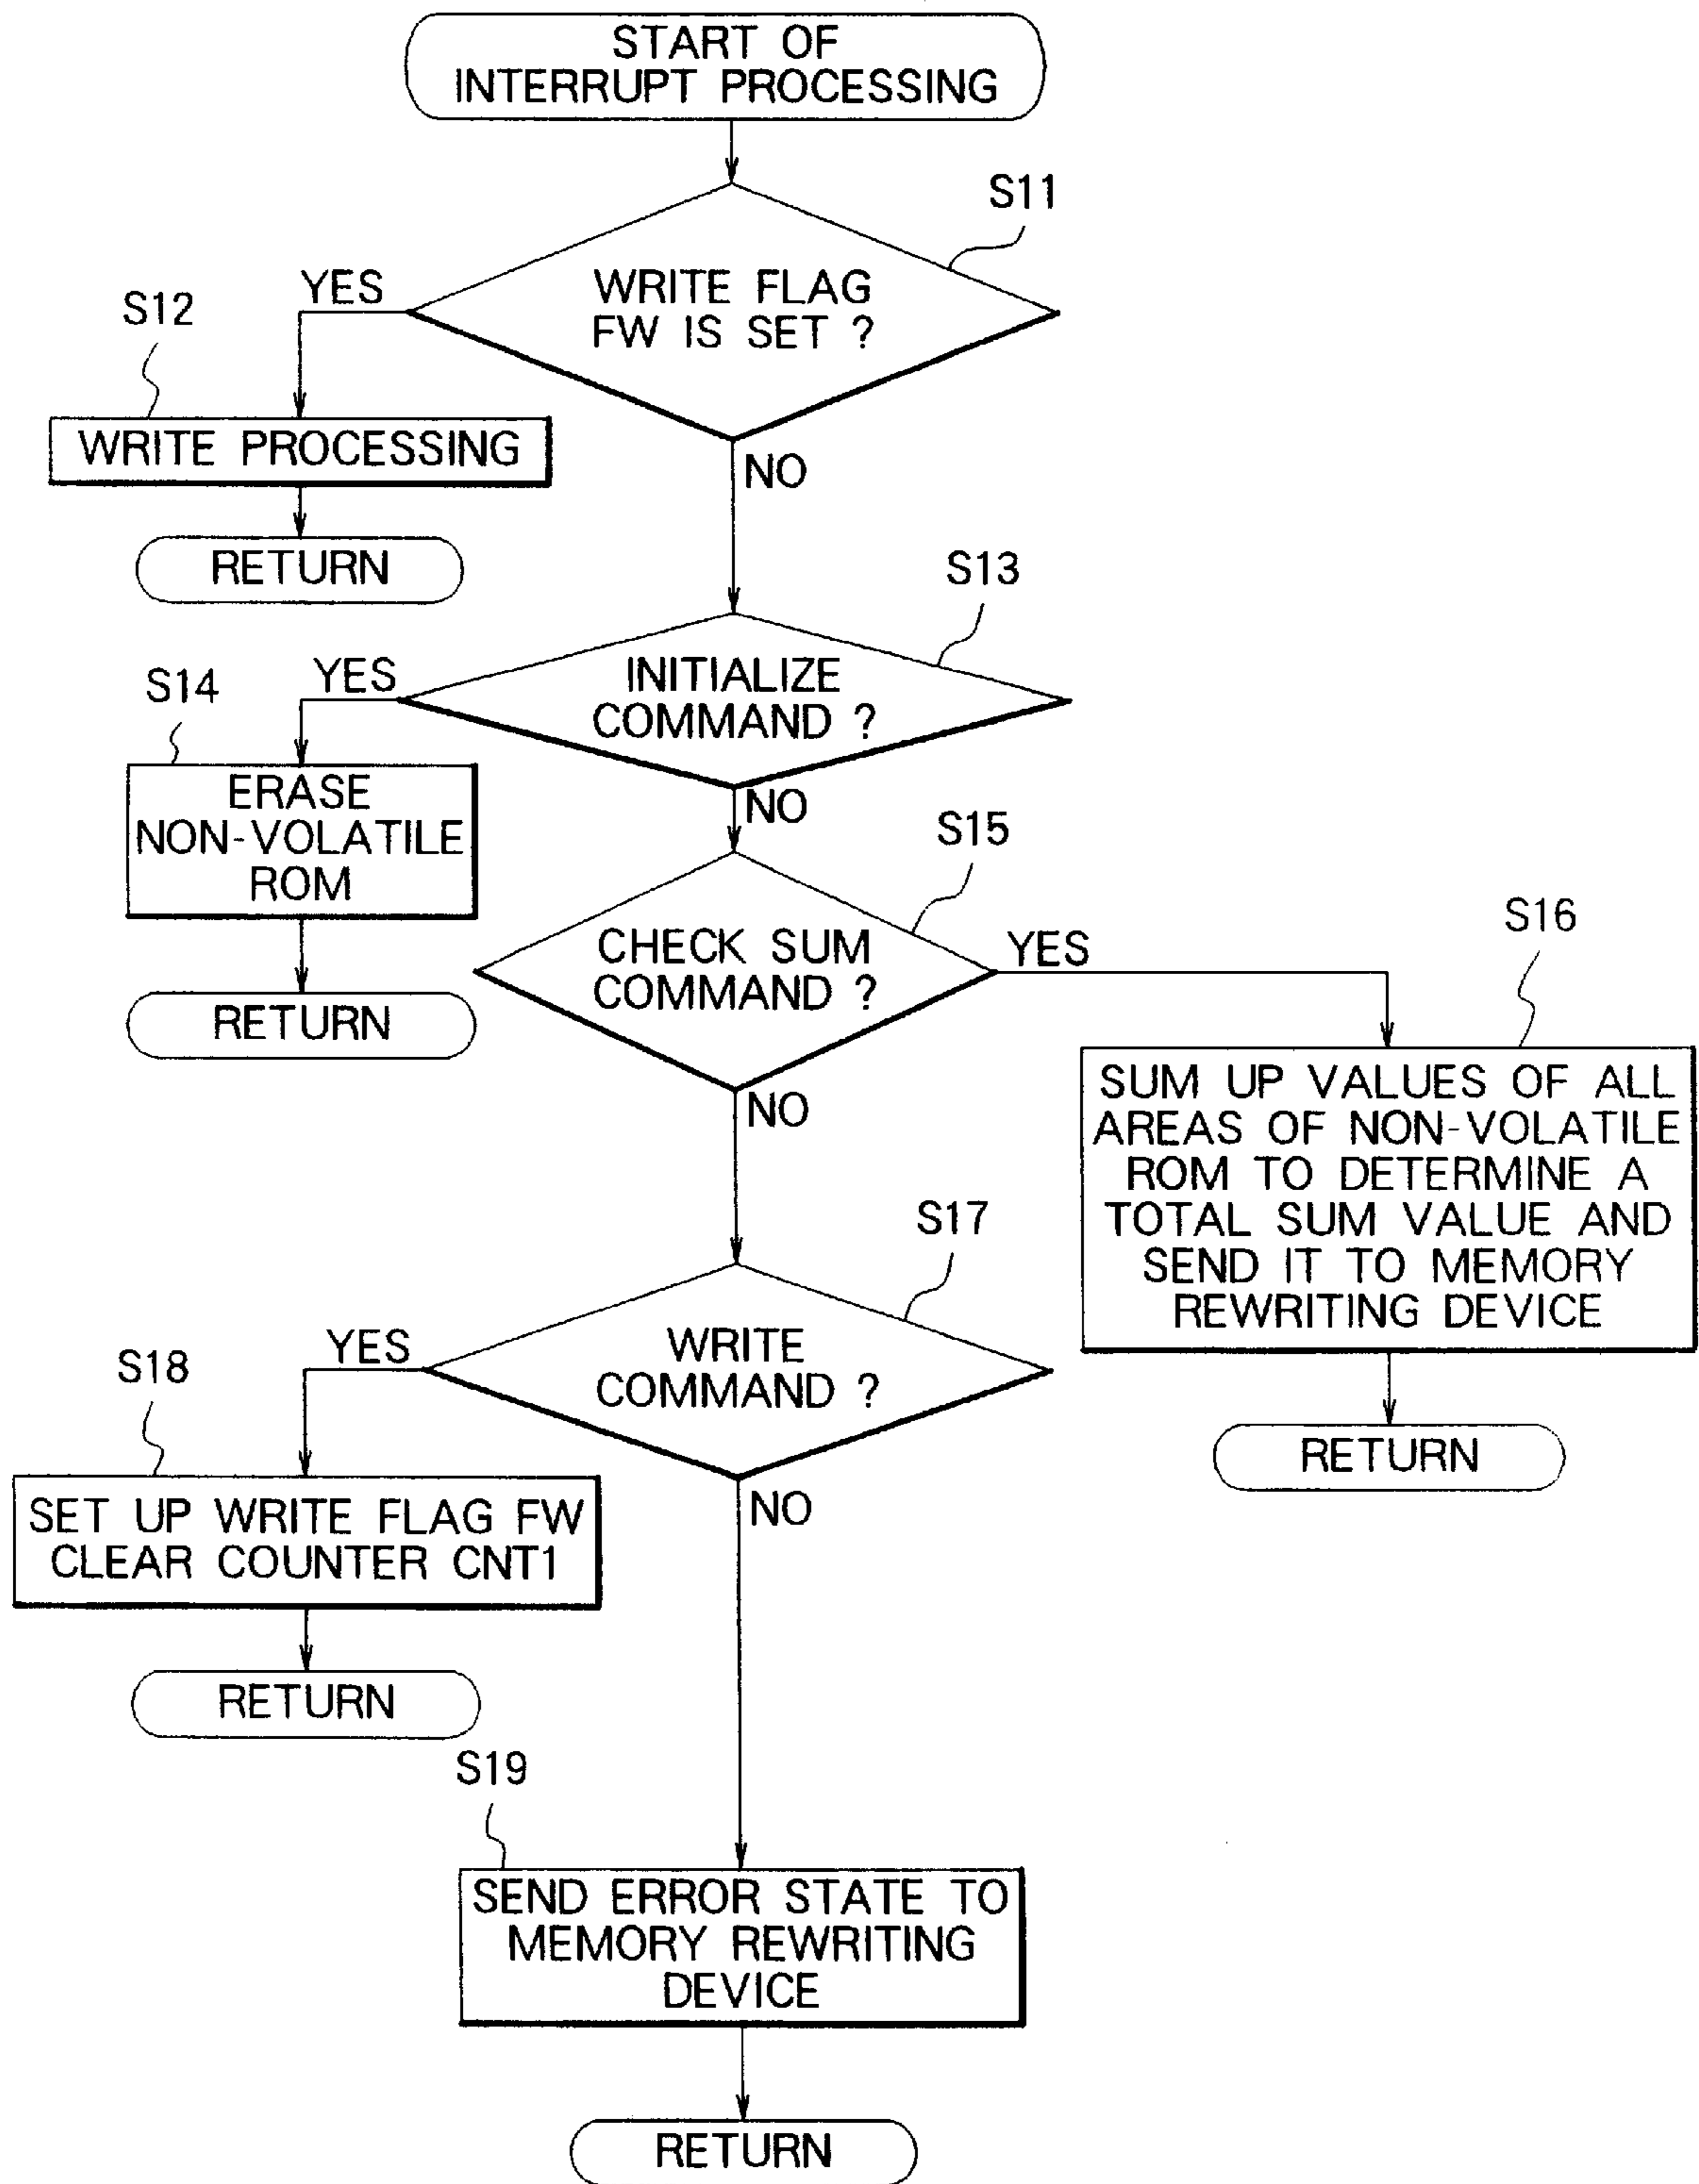 START OF
INTERRUPT PROCESSING
S11
WRITE FLAG
FW IS SET ?
YES
S12
WRITE PROCESSING
RETURN
NO
S13
INITIALIZE
COMMAND ?
YES
S14
ERASE
NON-VOLATILE
ROM
RETURN
NO
S15
CHECK SUM
COMMAND ?
YES
S16
SUM UP VALUES OF ALL
AREAS OF NON-VOLATILE
ROM TO DETERMINE A
TOTAL SUM VALUE AND
SEND IT TO MEMORY
REWRITING DEVICE
RETURN
NO
S17
WRITE
COMMAND ?
YES
S18
SET UP WRITE FLAG FW
CLEAR COUNTER CNT1
RETURN
NO
S19
SEND ERROR STATE TO
MEMORY REWRITING
DEVICE
RETURN